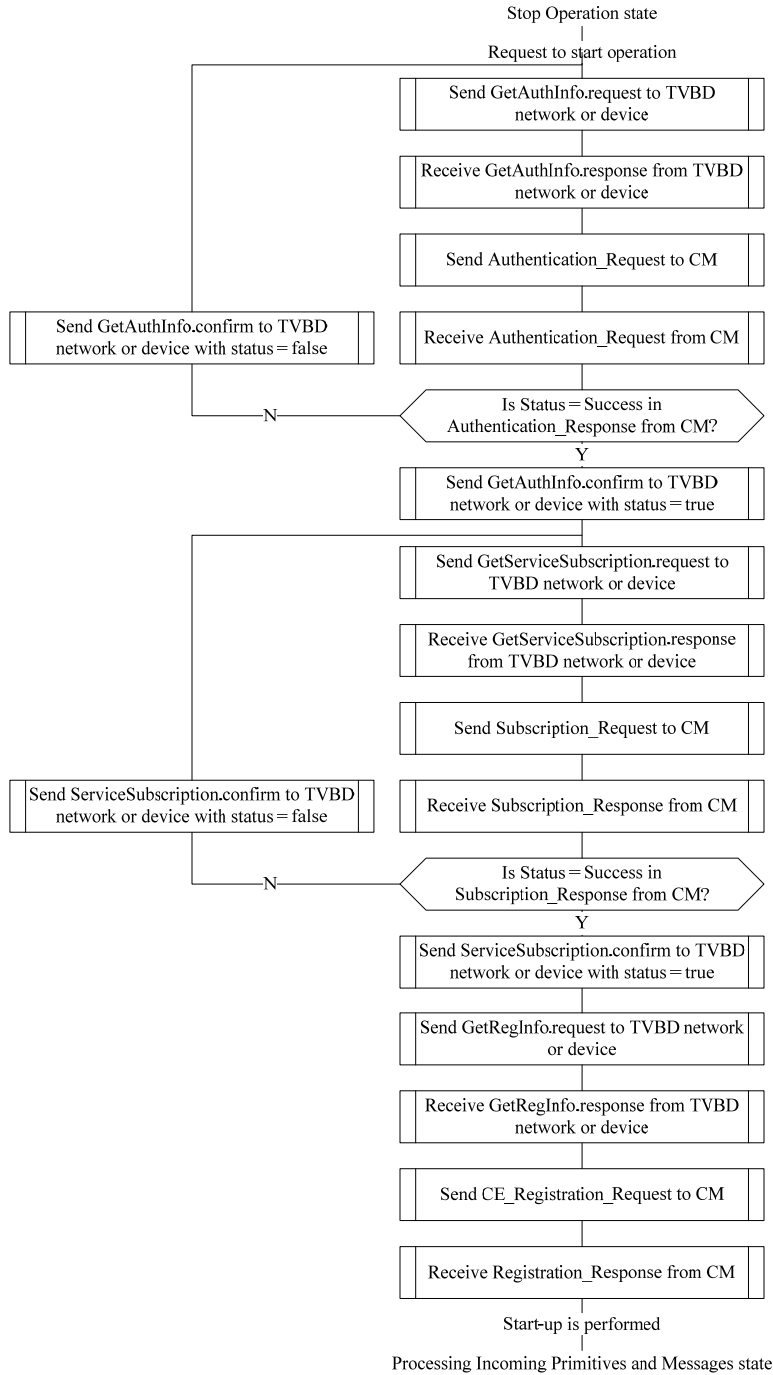 Stop Operation state
Request to start operation
Send GetAuthInfo.request to TVBD
network or device
Receive GetAuthInfo.response from TVBD
network or device
Send Authentication_Request to CM
Send GetAuthInfo.confirm to TVBD
network or device with status = false
Receive Authentication_Request from CM
Is Status = Success in
Authentication_Response from CM?
N
Y
Send GetAuthInfo.confirm to TVBD
network or device with status = true
Send GetServiceSubscription.request to
TVBD network or device
Receive GetServiceSubscription.response
from TVBD network or device
Send Subscription_Request to CM
Send ServiceSubscription.confirm to TVBD
network or device with status = false
Receive Subscription_Response from CM
Is Status = Success in
Subscription_Response from CM?
N
Y
Send ServiceSubscription.confirm to TVBD
network or device with status = true
Send GetRegInfo.request to TVBD network
or device
Receive GetRegInfo.response from TVBD
network or device
Send CE_Registration_Request to CM
Receive Registration_Response from CM
Start-up is performed
Processing Incoming Primitives and Messages state